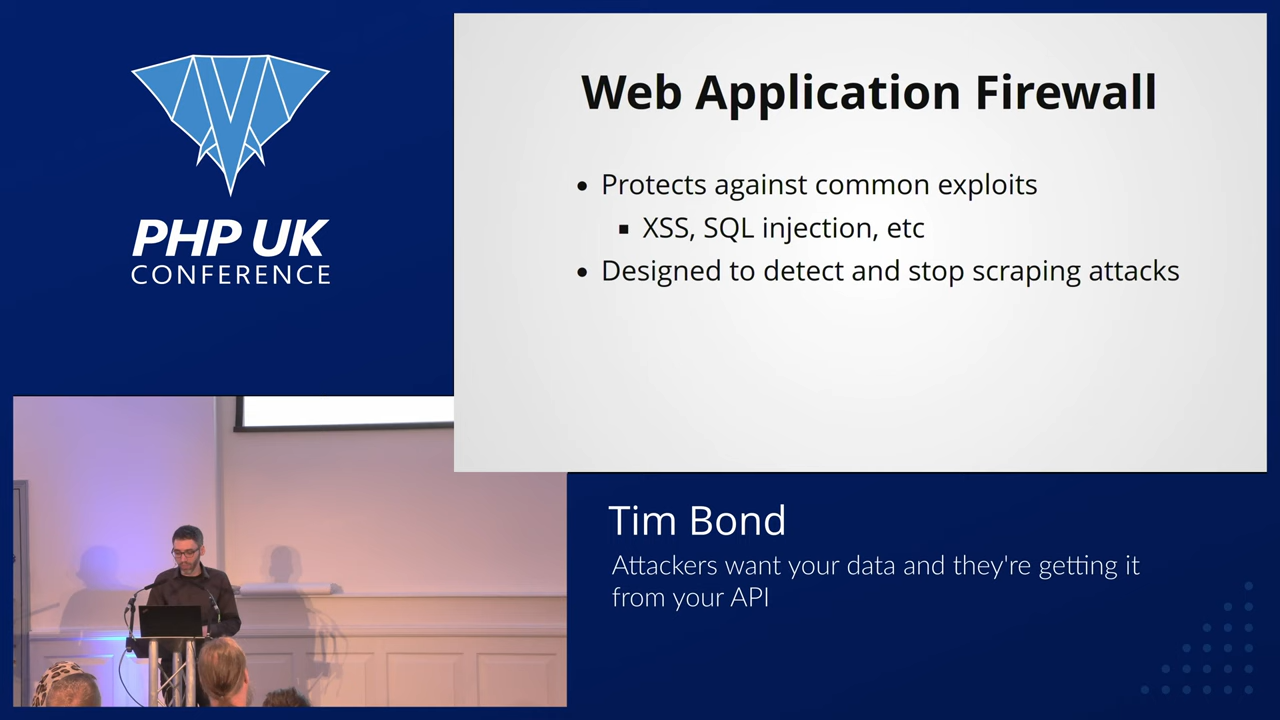 PHP UK
CONFERENCE
Web Application Firewall
Protects against common exploits
XSS, SQL injection, etc
Designed to detect and stop scraping attacks
Tim Bond
Attackers want your data and they're getting it
from your API